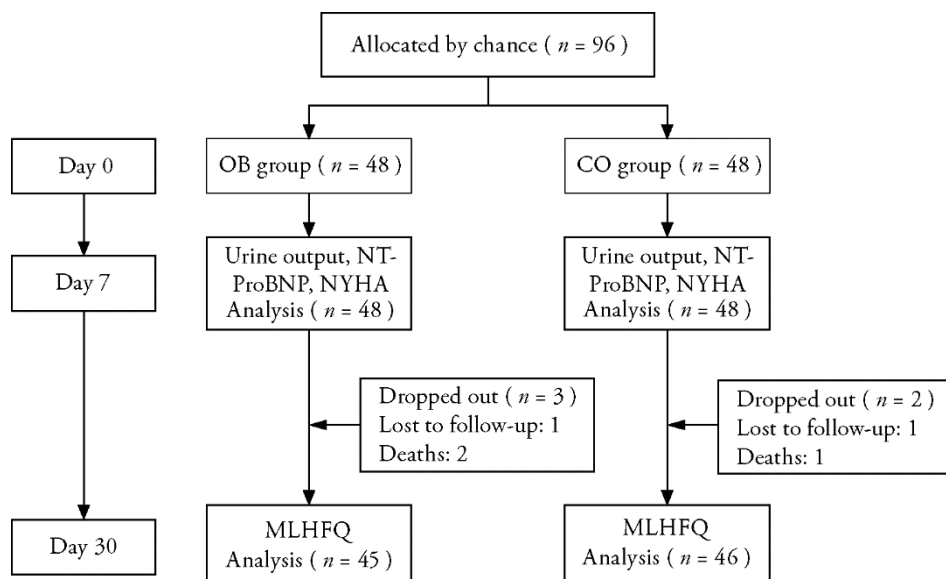 Allocated by chance ( n = 96)
Day 0
OB group ( n = 48)
CO group ( n = 48)
Day 7
Urine output, NT-
ProBNP, NYHA
Analysis ( n = 48)
Urine output, NT-
ProBNP, NYHA
Analysis ( n = 48)
Dropped out ( n = 3 )
Lost to follow-up: 1
Deaths: 2
Dropped out ( n = 2 )
Lost to follow-up: 1
Deaths: 1
Day 30
MLHFQ
Analysis ( n = 45 )
MLHFQ
Analysis ( n = 46 )